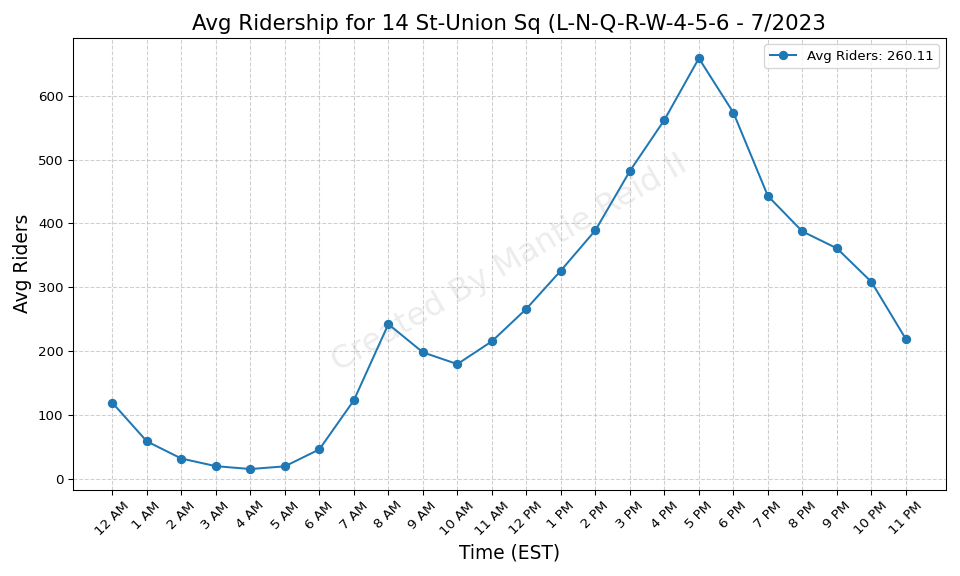 Avg Ridership for 14 St-Union Sq (L-N-Q-R-W-4-5-6 - 7/2023
Avg Riders: 260.11
Avg Riders
600
500
400
300
200
100
0
Created By Mantle Reid II
12 AM
1 AM
2 AM
3 AM
4 AM
5 AM
6 AM
7 AM
8 AM
9 AM
10 AM
11 AM
12 PM
1 PM
2 PM
3 PM
4 PM
5 PM
6 PM
7 PM
8 PM
9 PM
10 PM
11 PM
Time (EST)